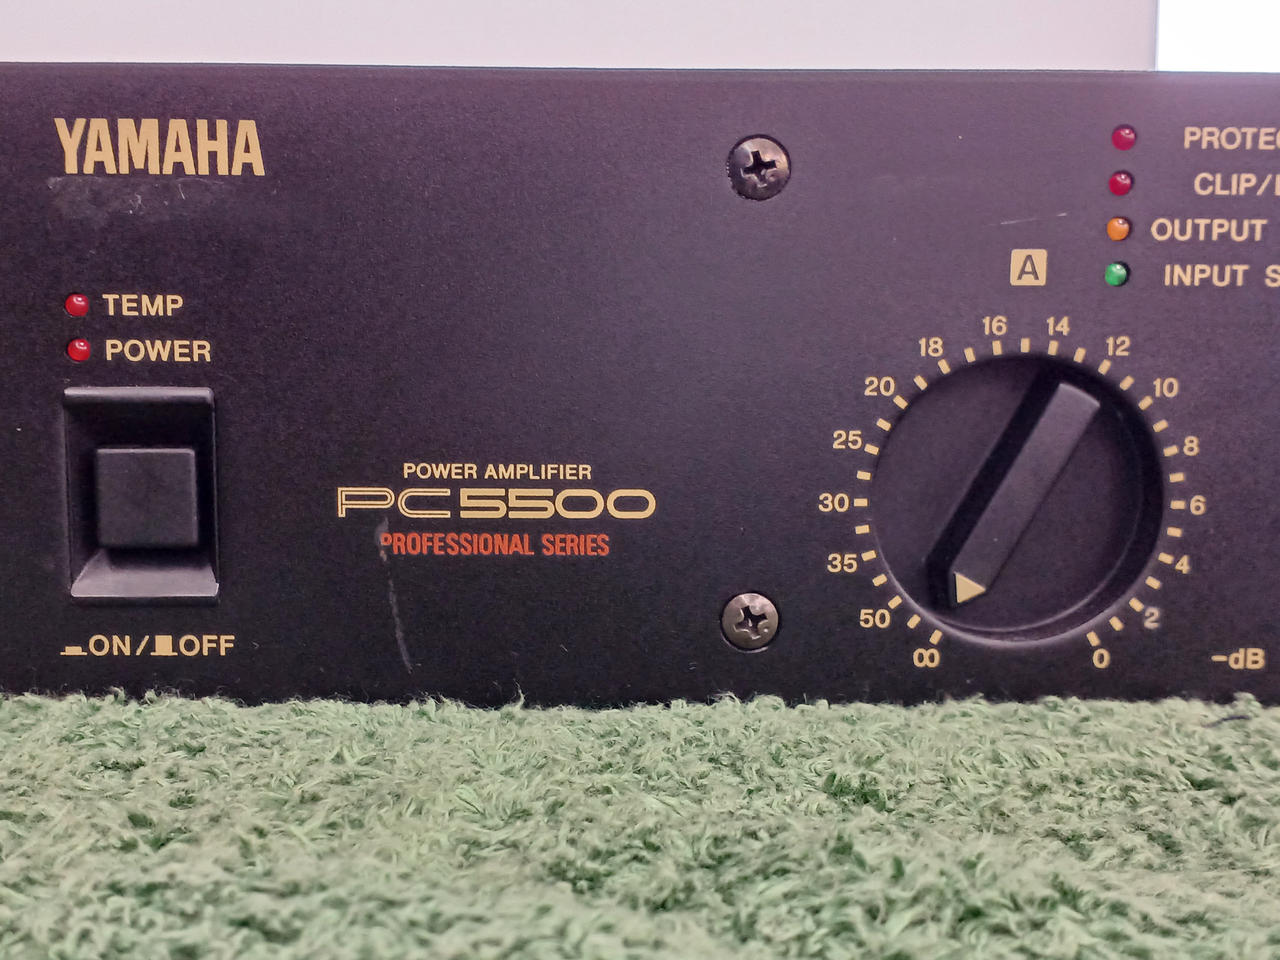 YAMAHA
TEMP
POWER
ON/ OFF
POWER AMPLIFIER
PC5500
PROFESSIONAL SERIES
A
OUTPUT
INPUT
CLIP/
∞
50
35
30
25
20
18
16
14
12
10
8
6
4
2
0
-dB